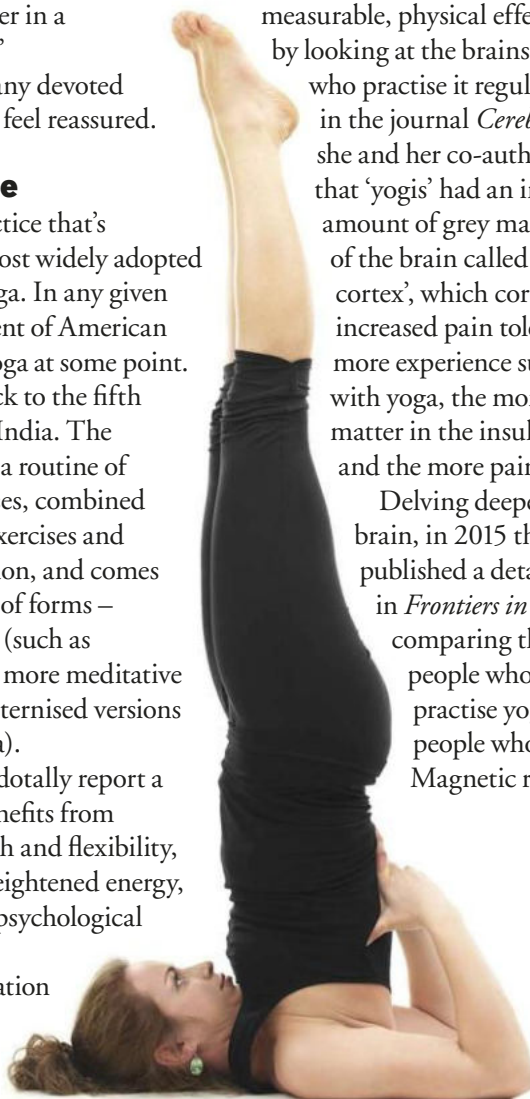 er in a
’
any devoted
feel reassured.
e
ctice that’s
ost widely adopted
ga. In any given
ent of American
oga at some point.
ck to the fifth
India. The
a routine of
es, combined
xercises and
ion, and comes
of forms –
(such as
more meditative
ternised versions
a).
dotally report a
nefits from
h and flexibility,
eightened energy,
psychological
ation
measurable, physical effe
by looking at the brains
who practise it regul
in the journal Cereb
she and her co-auth
that ‘yogis’ had an in
amount of grey ma
of the brain called
cortex’, which cor
increased pain tole
more experience su
with yoga, the mo
matter in the insul
and the more pain
Delving deepe
brain, in 2015 th
published a deta
in Frontiers in
comparing th
people who
practise yo
people who
Magnetic r